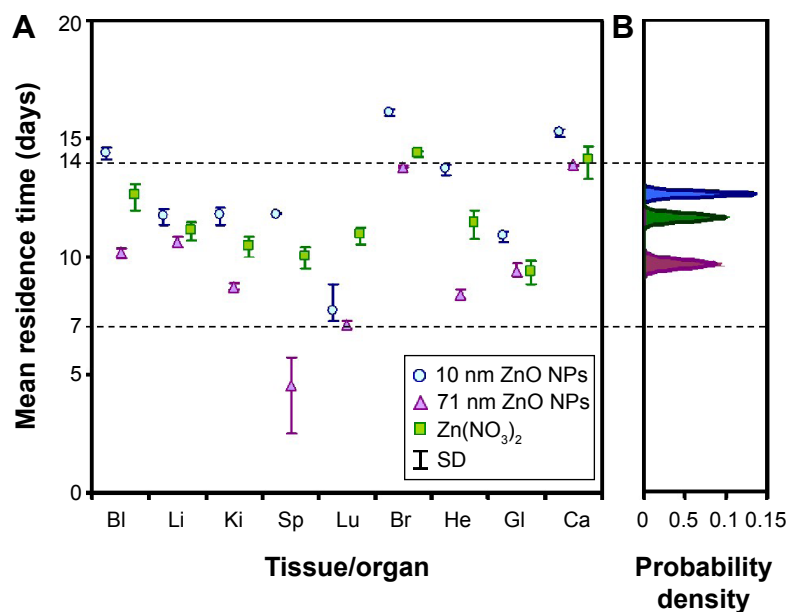 A
B
Mean residence time (days)
20
15
14
10
7
5
0
10 nm ZnO NPs
71 nm ZnO NPs
Zn(NO3)2
SD
Bl Li Ki Sp Lu Br He Gl Ca
Tissue/organ
0 0.5 0.1 0.15
Probability
density